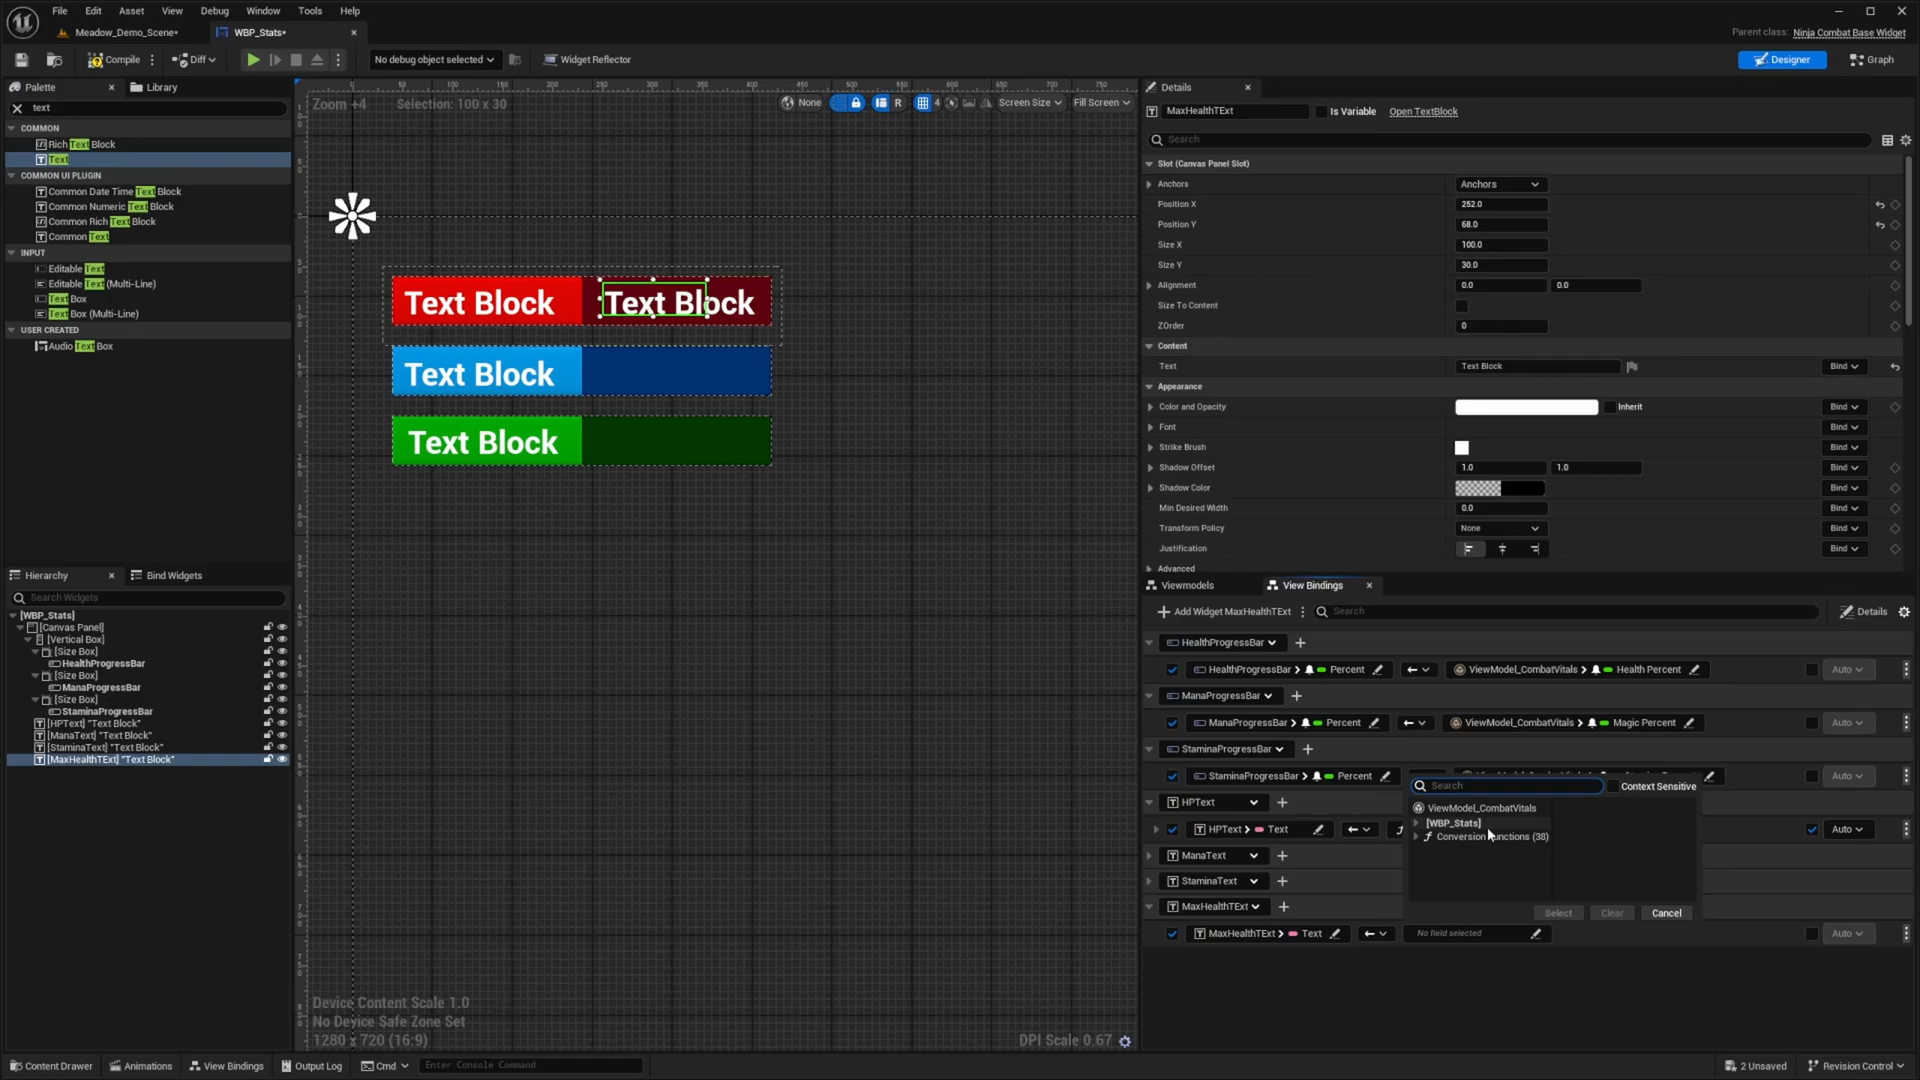 File Edit Asset View Debug Window Tools Help
Meadow_Demo_Scene*
WBP_Stats*
Parent class: Ninja Combat Base Widget
Compile
Diff
No debug object selected
Widget Reflector
Designer
Graph
Palette
Library
text
COMMON
Rich Text Block
Text
COMMON UI PLUGIN
Common Date Time Text Block
Common Numeric Text Block
Common Rich Text Block
Common Text
INPUT
Editable Text
Editable Text (Multi-Line)
Text Box
Text Box (Multi-Line)
USER CREATED
Audio Text Box
Hierarchy
Bind Widgets
Search Widgets
[WBP_Stats]
[Canvas Panel]
[Vertical Box]
[Size Box]
HealthProgressBar
[Size Box]
ManaProgressBar
[Size Box]
StaminaProgressBar
[HPText] "Text Block"
[ManaText] "Text Block"
[StaminaText] "Text Block"
[MaxHealthTExt] "Text Block"
Zoom +4
Selection: 100 x 30
None
R
4
Screen Size
Fill Screen
Text Block
Text Block
Text Block
Text Block
Device Content Scale 1.0
No Device Safe Zone Set
1280 x 720 (16:9)
DPI Scale 0.67
Details
MaxHealthTExt
Is Variable
Open TextBlock
Search
Slot (Canvas Panel Slot)
Anchors Anchors
Position X 252.0
Position Y 68.0
Size X 100.0
Size Y 30.0
Alignment 0.0 0.0
Size To Content
ZOrder 0
Content
Text Text Block Bind
Appearance
Color and Opacity Inherit Bind
Font Bind
Strike Brush Bind
Shadow Offset 1.0 1.0 Bind
Shadow Color Bind
Min Desired Width 0.0 Bind
Transform Policy None Bind
Justification Bind
Advanced
Viewmodels
View Bindings
Add Widget MaxHealthTExt
Search
Details
HealthProgressBar
HealthProgressBar Percent ViewModel_CombatVitals Health Percent Auto
ManaProgressBar
ManaProgressBar Percent ViewModel_CombatVitals Magic Percent Auto
StaminaProgressBar
StaminaProgressBar Percent Auto
Search
Context Sensitive
HPText
ViewModel_CombatVitals
[WBP_Stats]
HPText Text Auto
Conversion Functions (38)
ManaText
StaminaText
MaxHealthTExt
Select Clear Cancel
MaxHealthTExt Text No field selected Auto
Content Drawer
Animations
View Bindings
Output Log
Cmd
Enter Console Command
2 Unsaved
Revision Control